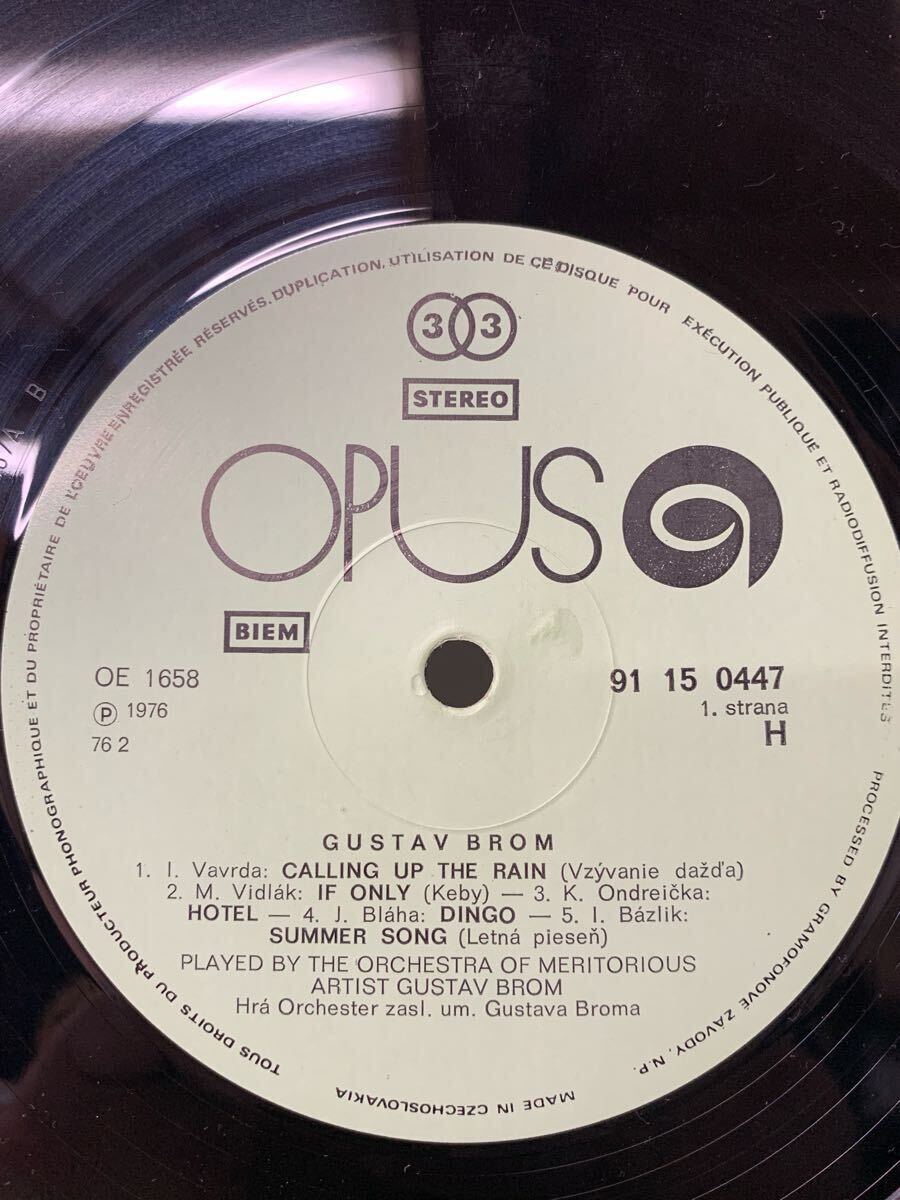 TOUS DROITS DU PRODUCTEUR PHONOGRAPHIQUE ET DU PROPRIÉTAIRE DE L'OEUVRE ENREGISTRÉE RÉSERVÉS. DUPLICATION, UTILISATION DE CE DISQUE POUR EXÉCUTION PUBLIQUE ET RADIODIFFUSION INTERDITES
33
STEREO
OPUS
BIEM
OE 1658
℗ 1976
76 2
91 15 0447
1. strana
H
GUSTAV BROM
1. I. Vavrda: CALLING UP THE RAIN (Vzývanie dažďa)
2. M. Vidlák: IF ONLY (Keby) — 3. K. Ondreička:
HOTEL — 4. J. Bláha: DINGO — 5. I. Bázlik:
SUMMER SONG (Letná pieseň)
PLAYED BY THE ORCHESTRA OF MERITORIOUS
ARTIST GUSTAV BROM
Hrá Orchester zasl. um. Gustava Broma
PROCESSED BY GRAMOFONOVÉ ZÁVODY, N.P.
MADE IN CZECHOSLOVAKIA
A B